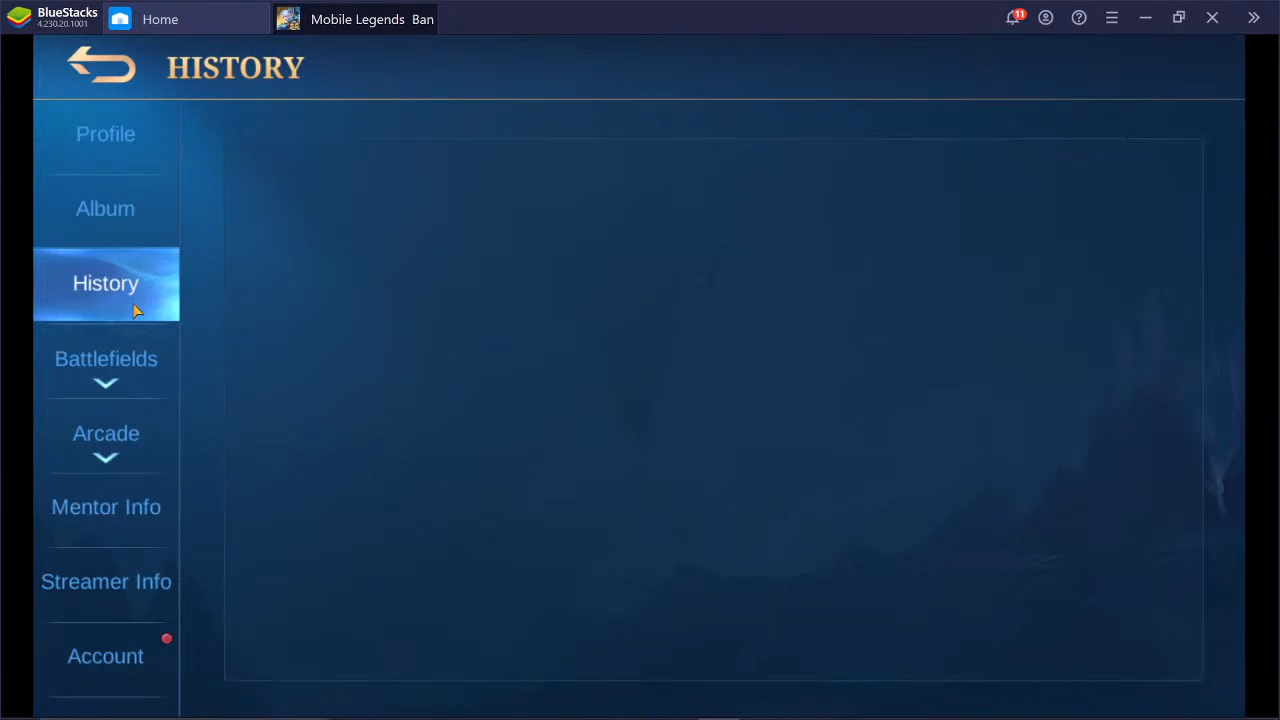 BlueStacks
4.230.20.1001
Home
Mobile Legends Ban
11
HISTORY
Profile
Album
History
Battlefields
Arcade
Mentor Info
Streamer Info
Account